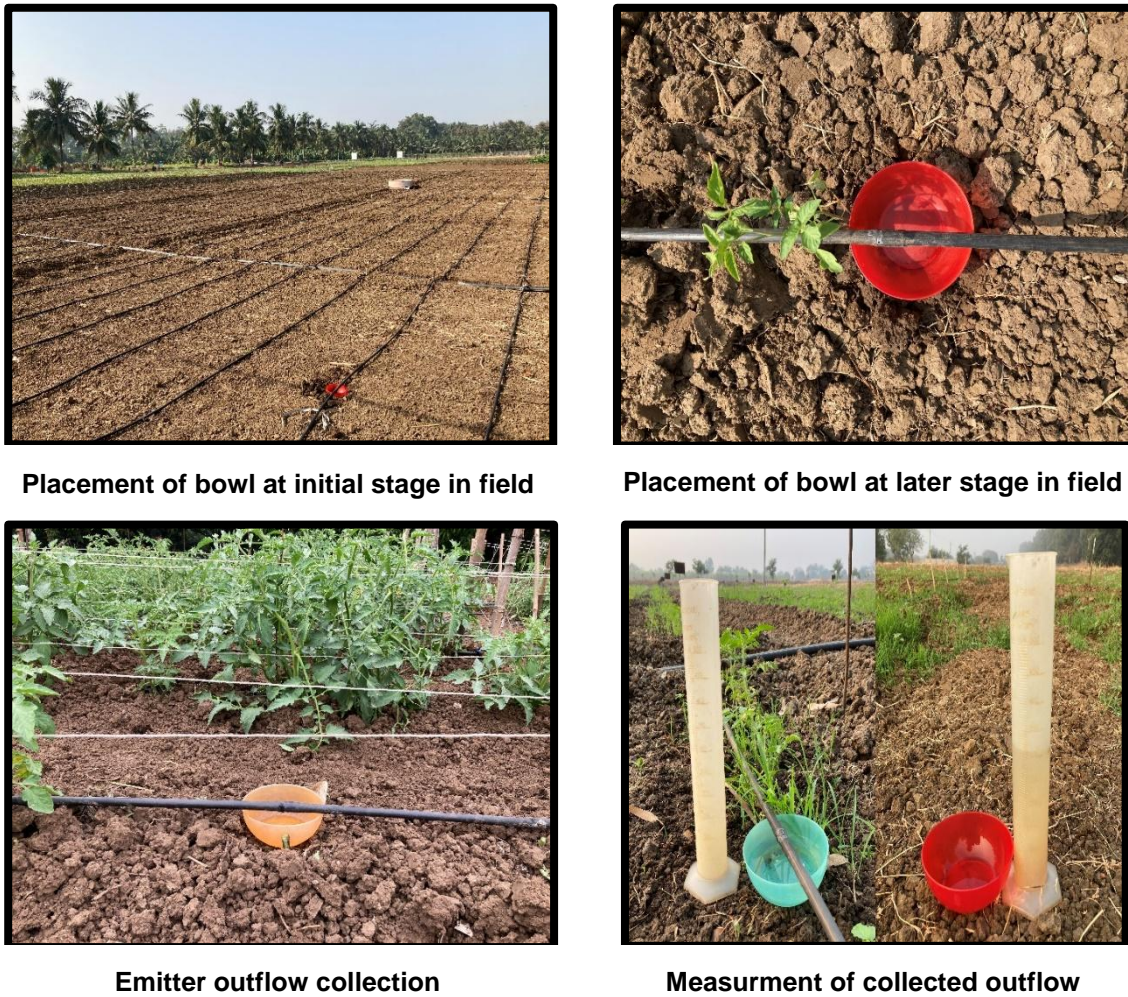 Placement of bowl at initial stage in field
Placement of bowl at later stage in field
Emitter outflow collection
Measurment of collected outflow